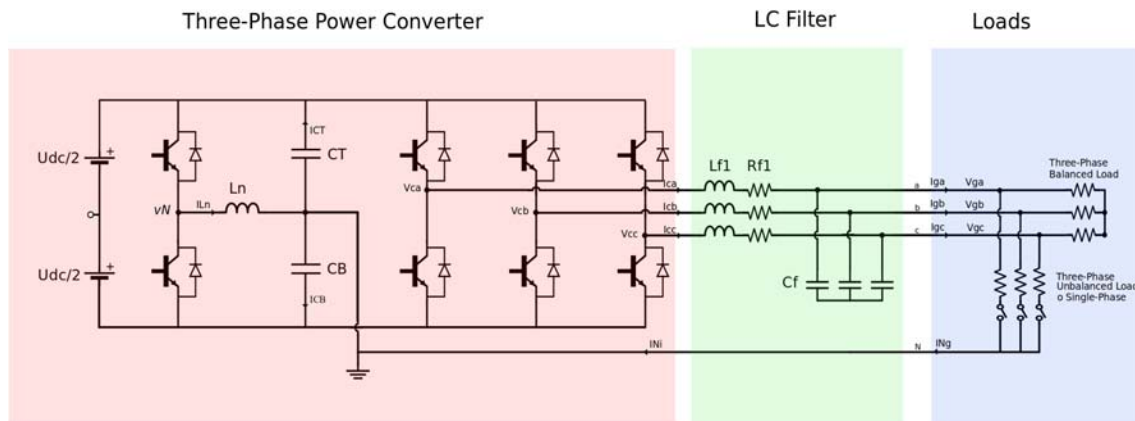 Three-Phase Power Converter
LC Filter
Loads
ICT
CT
Udc/2
+
Ln
vN
ILn
Udc/2
+
CB
ICB
Vca
Vcb
Vcc
Ica
Icb
Icc
Lf1
Rf1
Cf
a
b
c
Iga
Igb
Igc
Vga
Vgb
Vgc
Three-Phase
Balanced Load
Three-Phase
Unbalanced Load
o Single-Phase
INi
N
INg